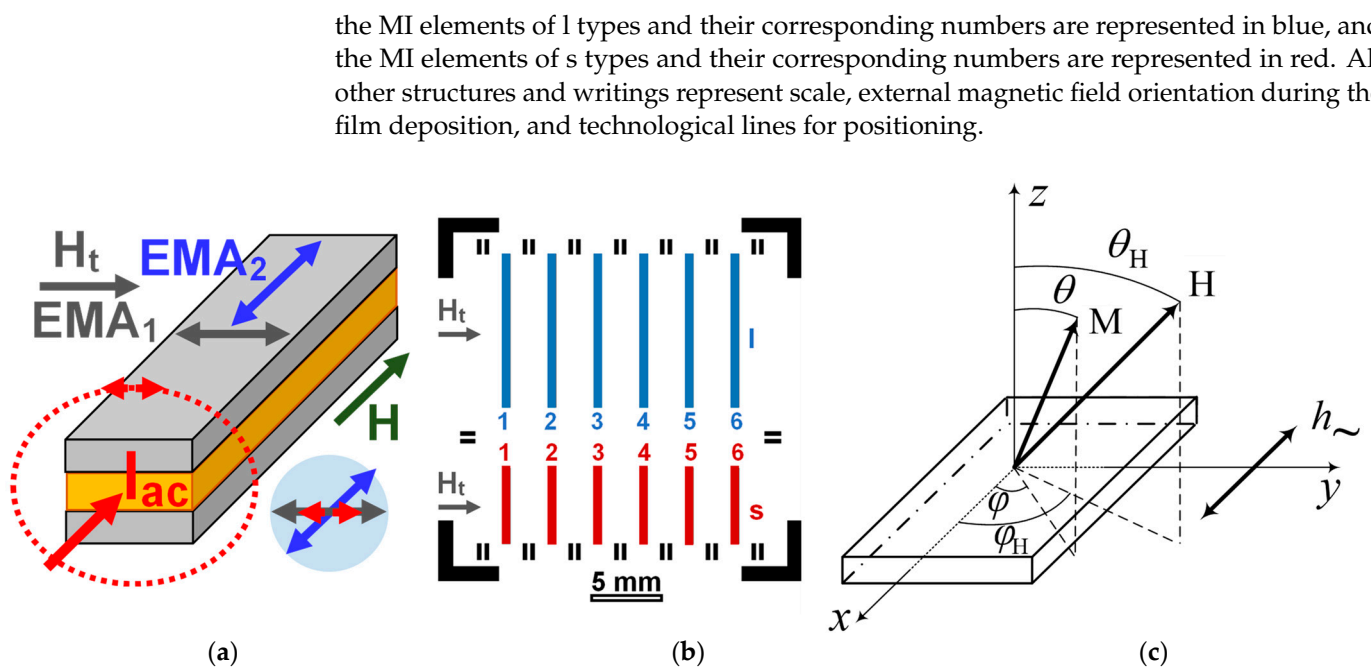 the MI elements of l types and their corresponding numbers are represented in blue, and
the MI elements of s types and their corresponding numbers are represented in red. Al
other structures and writings represent scale, external magnetic field orientation during the
film deposition, and technological lines for positioning.
Ht
EMA1
EMA2
H
Iac
(a)
Ht
l
1 2 3 4 5 6
= =
1 2 3 4 5 6
Ht
s
5 mm
(b)
z
θH
θ
H
M
h~
φ
φH
y
x
(c)